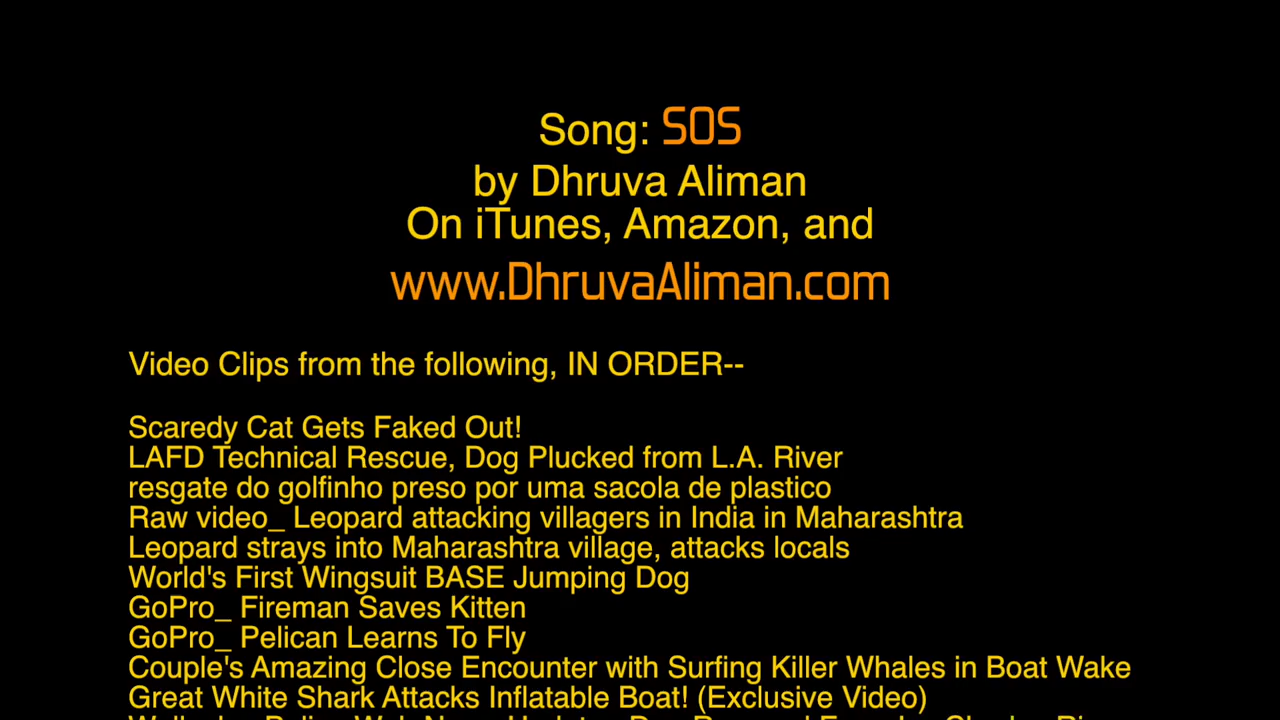 Song: SOS
by Dhruva Aliman
On iTunes, Amazon, and
www.DhruvaAliman.com
Video Clips from the following, IN ORDER--
Scaredy Cat Gets Faked Out!
LAFD Technical Rescue, Dog Plucked from L.A. River
resgate do golfinho preso por uma sacola de plastico
Raw video_ Leopard attacking villagers in India in Maharashtra
Leopard strays into Maharashtra village, attacks locals
World's First Wingsuit BASE Jumping Dog
GoPro_ Fireman Saves Kitten
GoPro_ Pelican Learns To Fly
Couple's Amazing Close Encounter with Surfing Killer Whales in Boat Wake
Great White Shark Attacks Inflatable Boat! (Exclusive Video)